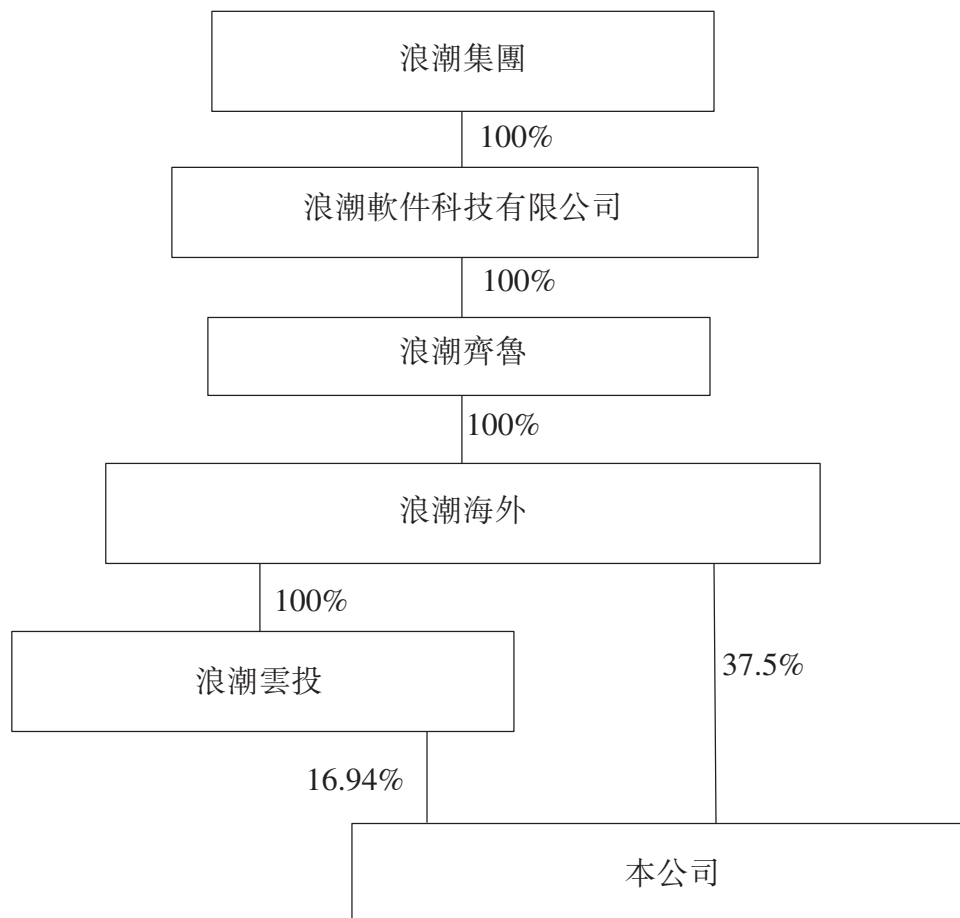 浪潮集團
100%
浪潮軟件科技有限公司
100%
浪潮齊魯
100%
浪潮海外
100%
37.5%
浪潮雲投
16.94%
本公司